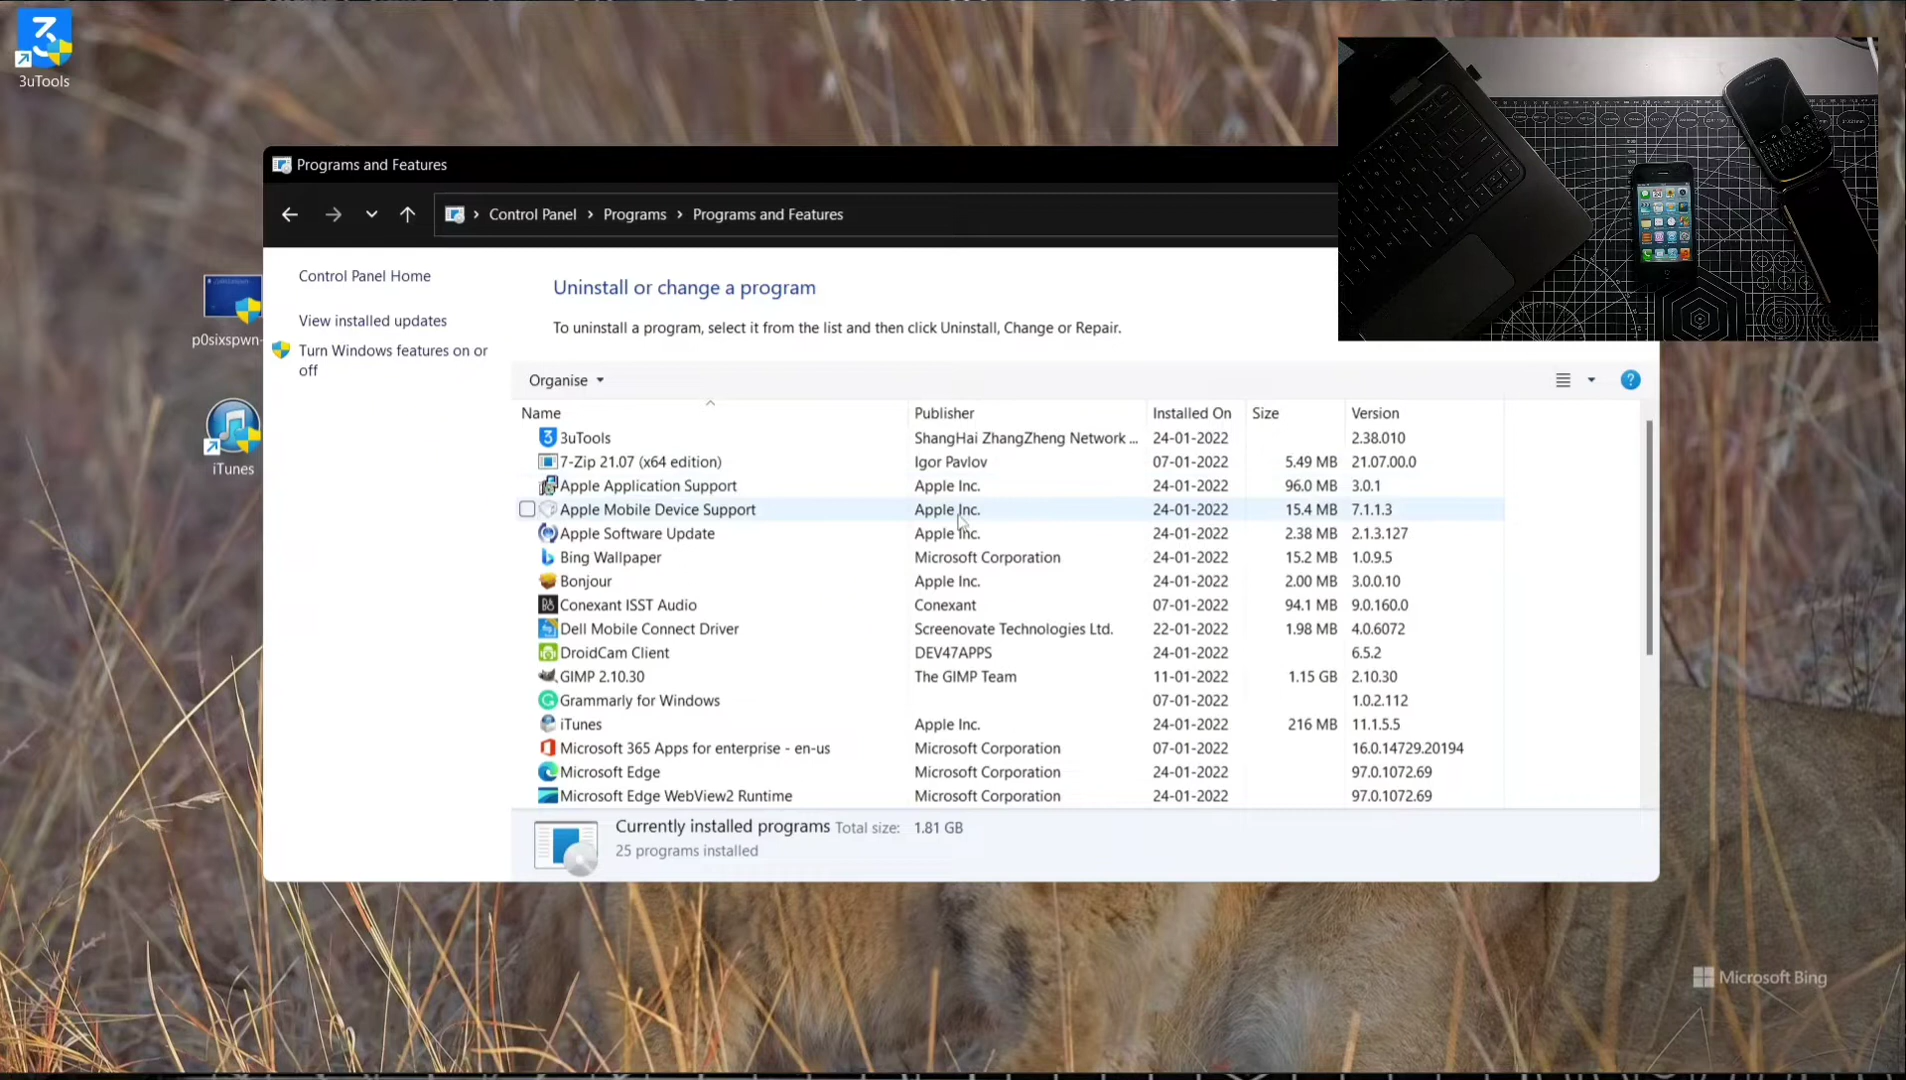 3uTools
p0sixspwn-
iTunes
Programs and Features
Control Panel > Programs > Programs and Features
Control Panel Home
View installed updates
Turn Windows features on or
off
Uninstall or change a program
To uninstall a program, select it from the list and then click Uninstall, Change or Repair.
Organise
Name Publisher Installed On Size Version
3uTools ShangHai ZhangZheng Network ... 24-01-2022 2.38.010
7-Zip 21.07 (x64 edition) Igor Pavlov 07-01-2022 5.49 MB 21.07.00.0
Apple Application Support Apple Inc. 24-01-2022 96.0 MB 3.0.1
Apple Mobile Device Support Apple Inc. 24-01-2022 15.4 MB 7.1.1.3
Apple Software Update Apple Inc. 24-01-2022 2.38 MB 2.1.3.127
Bing Wallpaper Microsoft Corporation 24-01-2022 15.2 MB 1.0.9.5
Bonjour Apple Inc. 24-01-2022 2.00 MB 3.0.0.10
Conexant ISST Audio Conexant 07-01-2022 94.1 MB 9.0.160.0
Dell Mobile Connect Driver Screenovate Technologies Ltd. 22-01-2022 1.98 MB 4.0.6072
DroidCam Client DEV47APPS 24-01-2022 6.5.2
GIMP 2.10.30 The GIMP Team 11-01-2022 1.15 GB 2.10.30
Grammarly for Windows 07-01-2022 1.0.2.112
iTunes Apple Inc. 24-01-2022 216 MB 11.1.5.5
Microsoft 365 Apps for enterprise - en-us Microsoft Corporation 07-01-2022 16.0.14729.20194
Microsoft Edge Microsoft Corporation 24-01-2022 97.0.1072.69
Microsoft Edge WebView2 Runtime Microsoft Corporation 24-01-2022 97.0.1072.69
Currently installed programs Total size: 1.81 GB
25 programs installed
Microsoft Bing